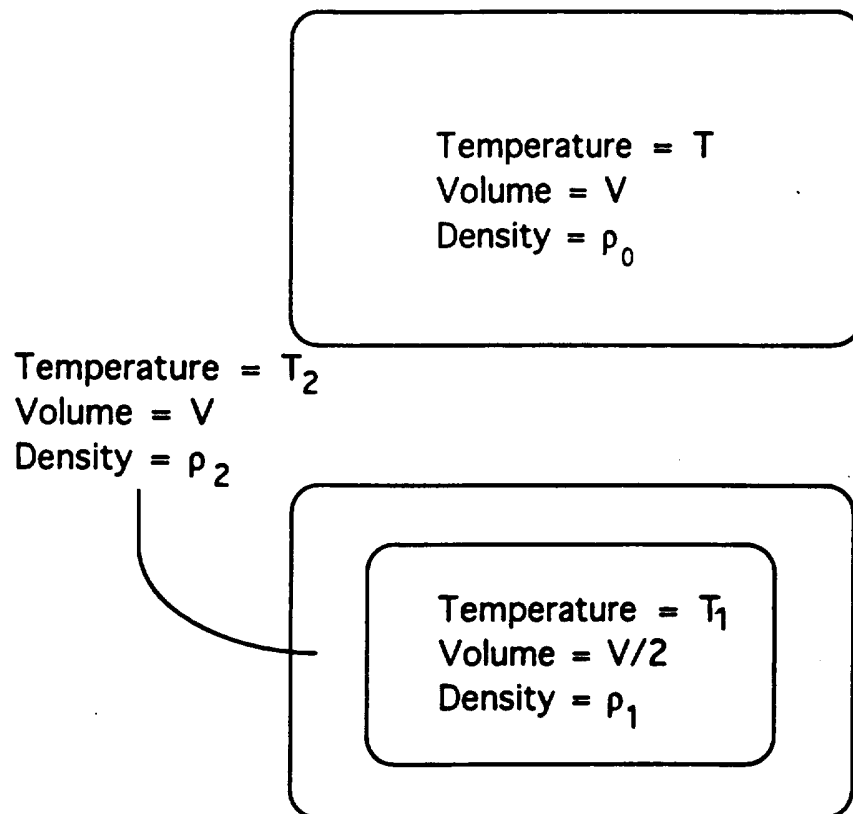 Temperature = T
Volume = V
Density = ρ₀
Temperature = T₂
Volume = V
Density = ρ₂
Temperature = T₁
Volume = V/2
Density = ρ₁